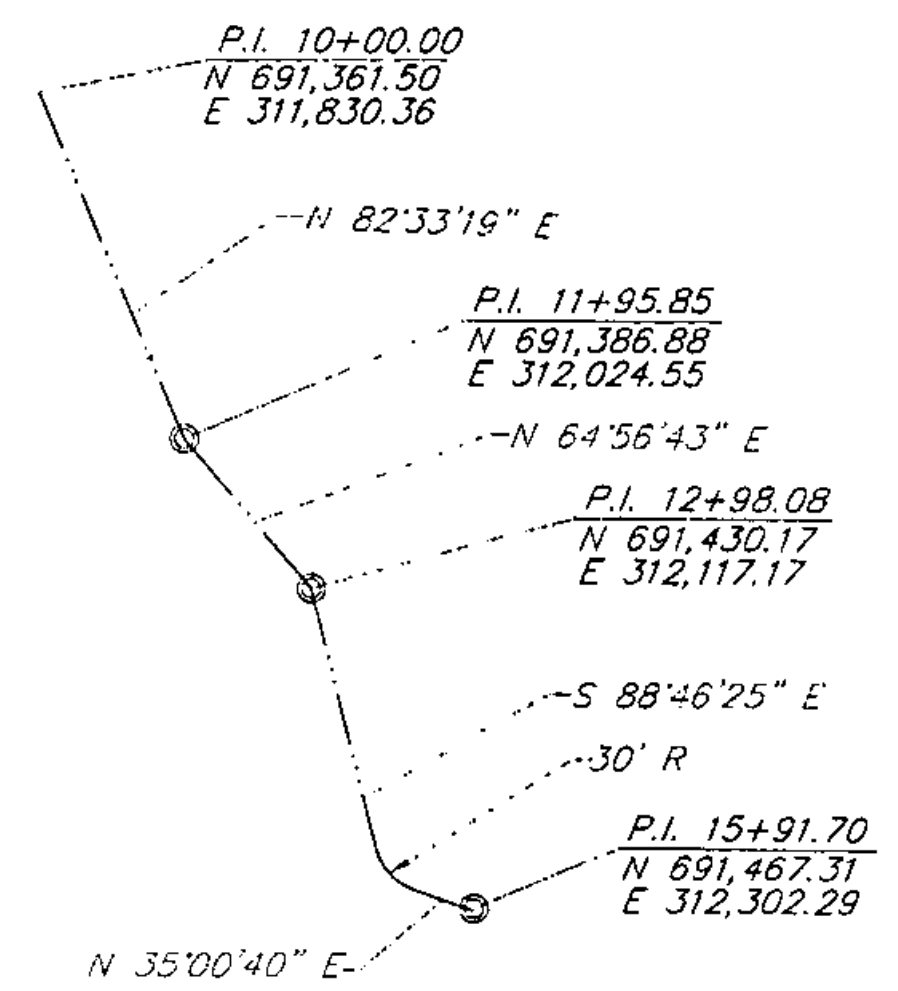 P.I. 10+00.00
N 691,361.50
E 311,830.36
N 82°33'19" E
P.I. 11+95.85
N 691,386.88
E 312,024.55
N 64°56'43" E
P.I. 12+98.08
N 691,430.17
E 312,117.17
S 88°46'25" E
30' R
P.I. 15+91.70
N 691,467.31
E 312,302.29
N 35°00'40" E